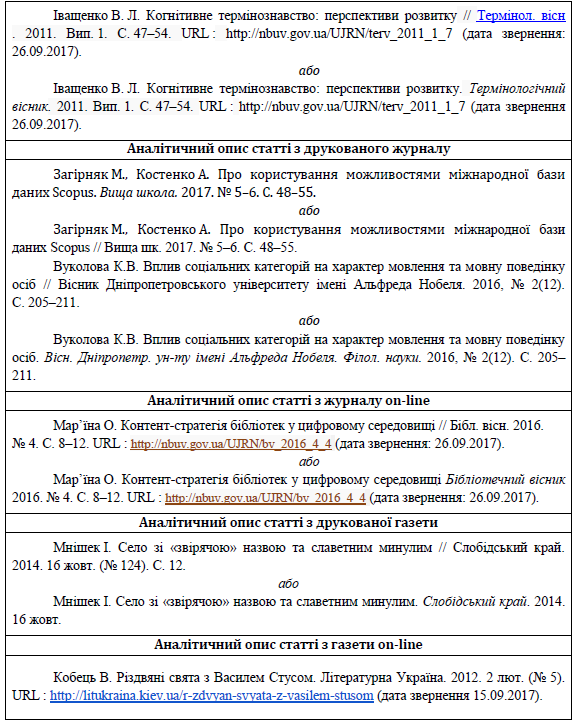 Іващенко В. Л. Когнітивне термінознавство: перспективи розвитку // Термінол. вісн
. 2011. Вип. 1. С. 47–54. URL : http://nbuv.gov.ua/UJRN/terv_2011_1_7 (дата звернення:
26.09.2017).
або
Іващенко В. Л. Когнітивне термінознавство: перспективи розвитку. Термінологічний
вісник. 2011. Вип. 1. С. 47–54. URL : http://nbuv.gov.ua/UJRN/terv_2011_1_7 (дата звернення
26.09.2017).
Аналітичний опис статті з друкованого журналу
Загірняк М., Костенко А. Про користування можливостями міжнародної бази
даних Scopus. Вища школа. 2017. № 5–6. С. 48–55.
або
Загірняк М., Костенко А. Про користування можливостями міжнародної бази
даних Scopus // Вища шк. 2017. № 5–6. С. 48–55.
Вуколова К.В. Вплив соціальних категорій на характер мовлення та мовну поведінку
осіб // Вісник Дніпропетровського університету імені Альфреда Нобеля. 2016, № 2(12).
С. 205–211.
або
Вуколова К.В. Вплив соціальних категорій на характер мовлення та мовну поведінку
осіб. Вісн. Дніпропетр. ун-ту імені Альфреда Нобеля. Філол. науки. 2016, № 2(12). С. 205–
211.
Аналітичний опис статті з журналу on-line
Мар’їна О. Контент-стратегія бібліотек у цифровому середовищі // Бібл. вісн. 2016.
№ 4. С. 8–12. URL : http://nbuv.gov.ua/UJRN/bv_2016_4_4 (дата звернення: 26.09.2017).
або
Мар’їна О. Контент-стратегія бібліотек у цифровому середовищі Бібліотечний вісник
2016. № 4. С. 8–12. URL : http://nbuv.gov.ua/UJRN/bv_2016_4_4 (дата звернення: 26.09.2017).
Аналітичний опис статті з друкованої газети
Мнішек І. Село зі «звірячою» назвою та славетним минулим // Слобідський край.
2014. 16 жовт. (№ 124). С. 12.
або
Мнішек І. Село зі «звірячою» назвою та славетним минулим. Слобідський край. 2014.
16 жовт.
Аналітичний опис статті з газети on-line
Кобець В. Різдвяні свята з Василем Стусом. Літературна Україна. 2012. 2 лют. (№ 5).
URL : http://litukraina.kiev.ua/r-zdvyan-svyata-z-vasilem-stusom (дата звернення 15.09.2017).